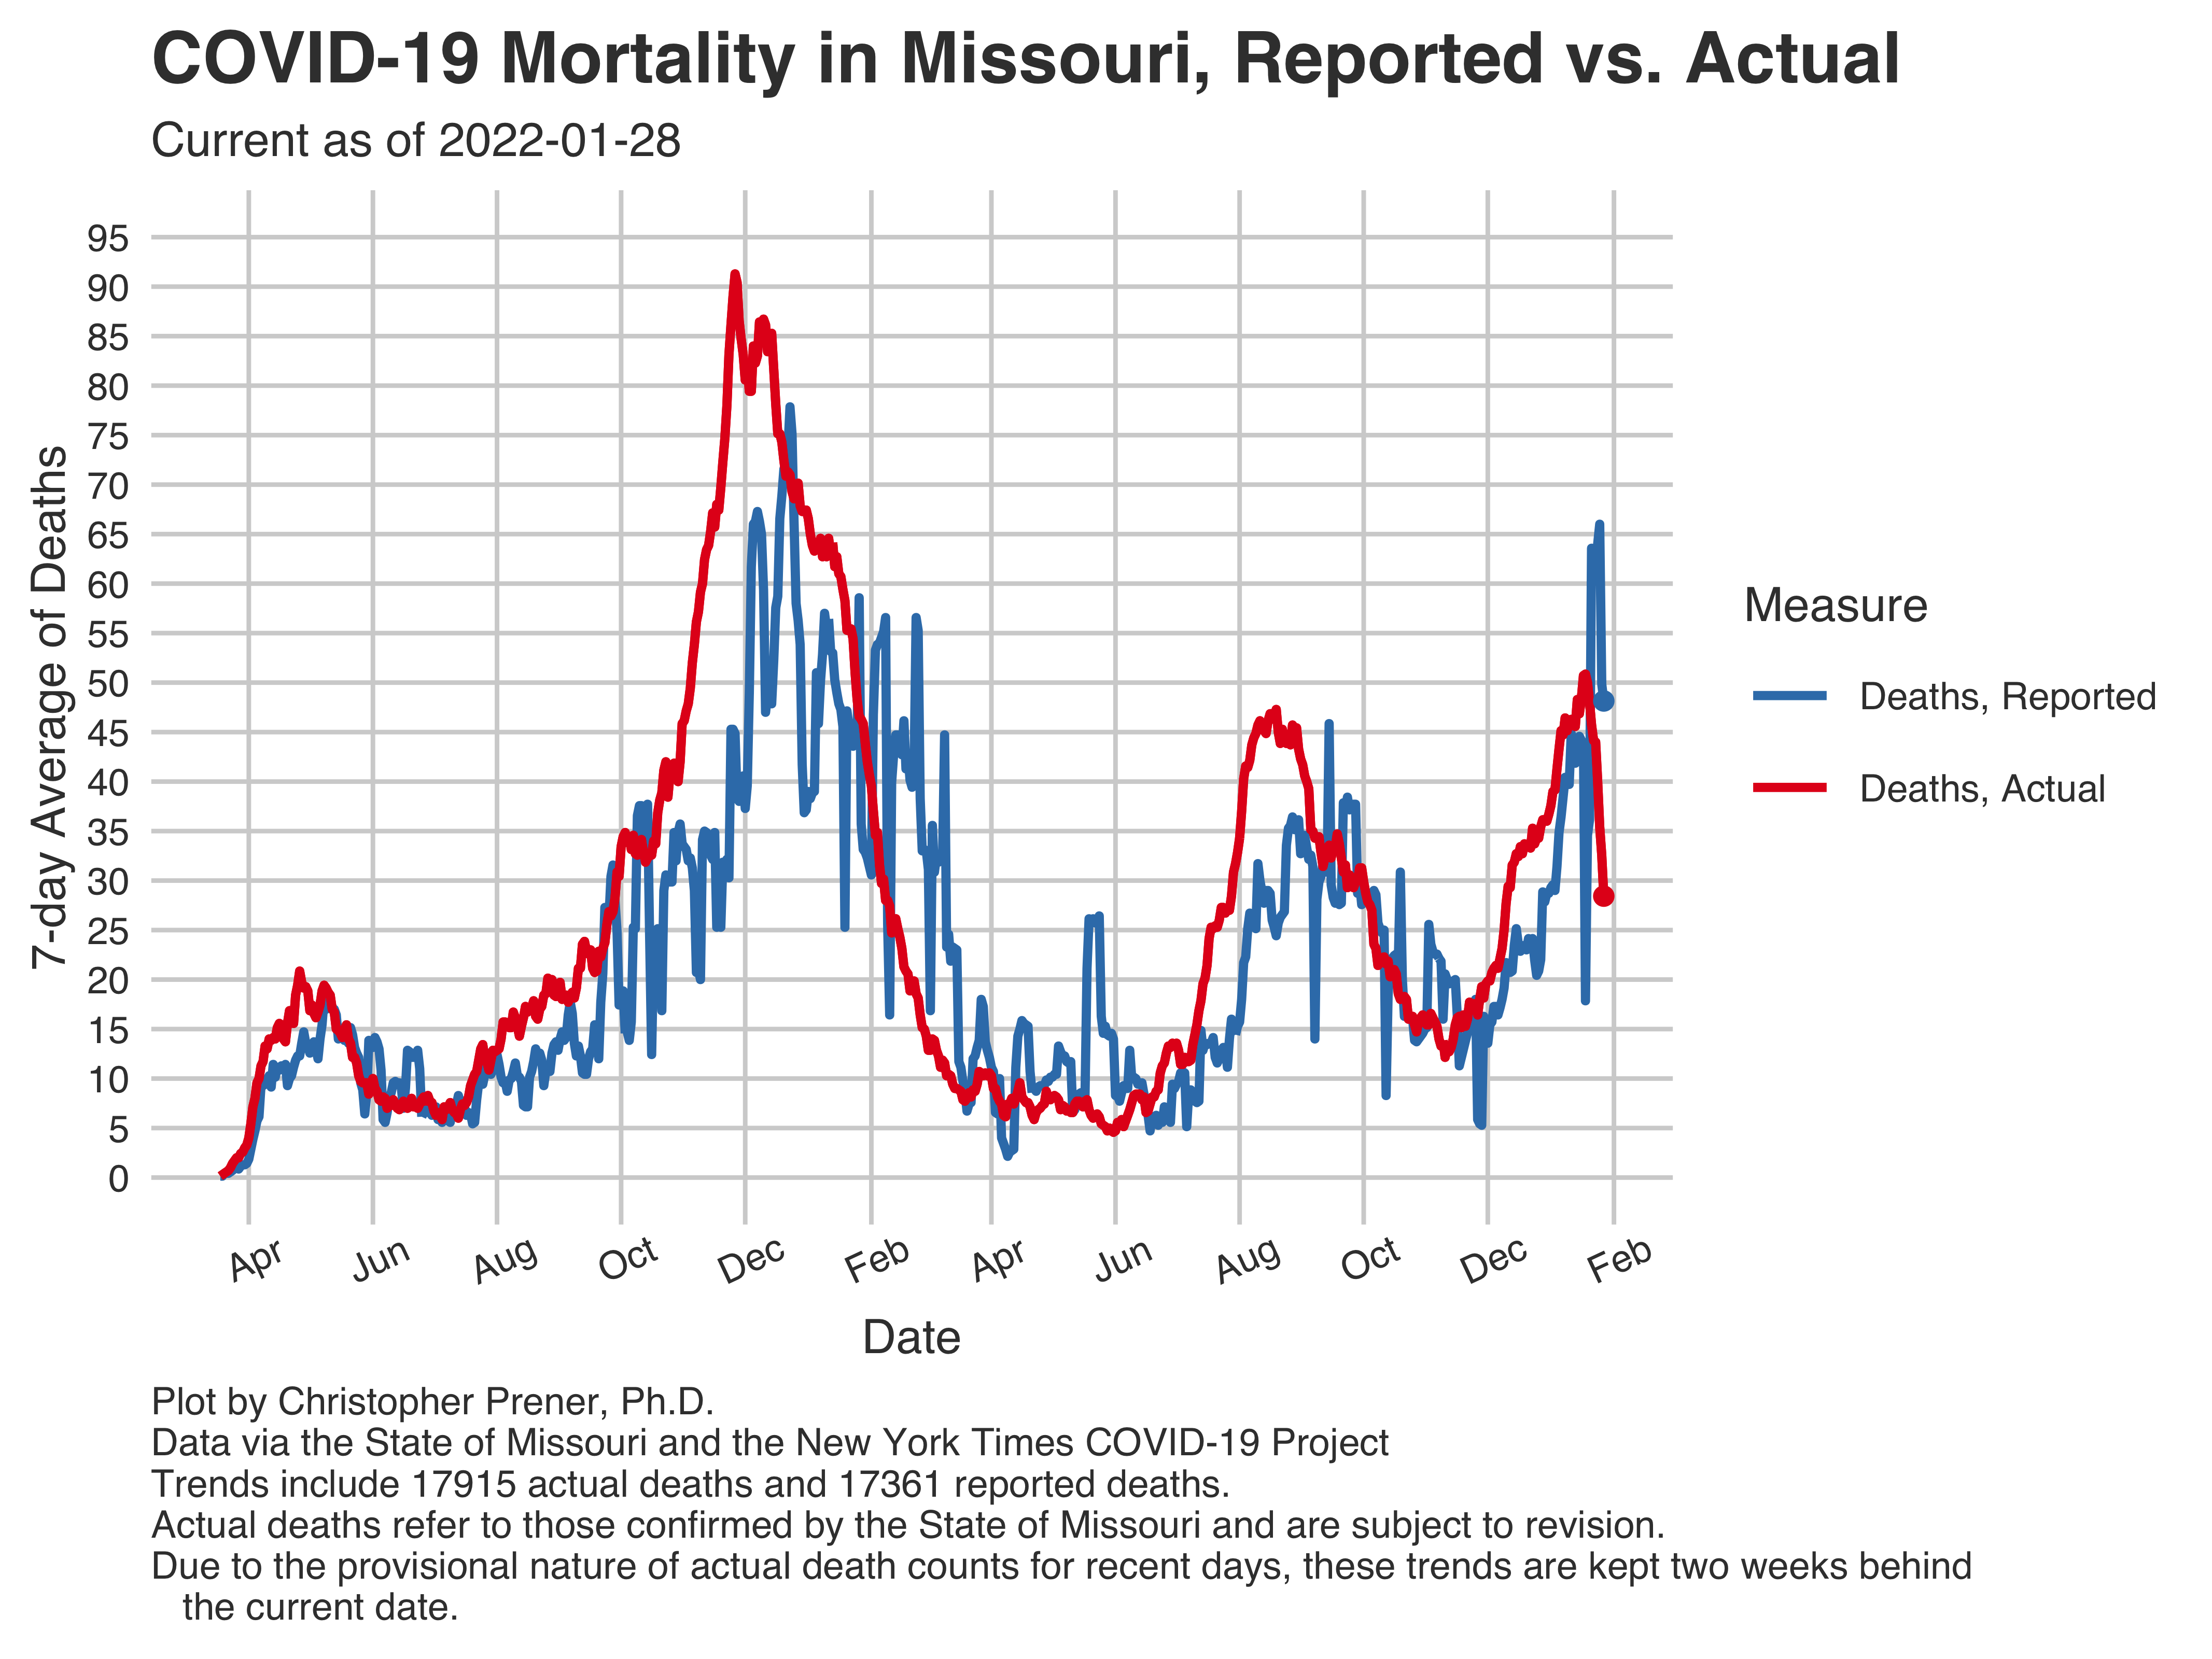 COVID-19 Mortality in Missouri, Reported vs. Actual
Current as of 2022-01-28
95
90
85
80
75
70
65
60
55
50
45
40
35
30
25
20
15
10
5
0
7-day Average of Deaths
Apr
Jun
Aug
Oct
Dec
Feb
Apr
Jun
Aug
Oct
Dec
Feb
Date
Measure
Deaths, Reported
Deaths, Actual
Plot by Christopher Prener, Ph.D.
Data via the State of Missouri and the New York Times COVID-19 Project
Trends include 17915 actual deaths and 17361 reported deaths.
Actual deaths refer to those confirmed by the State of Missouri and are subject to revision.
Due to the provisional nature of actual death counts for recent days, these trends are kept two weeks behind
the current date.